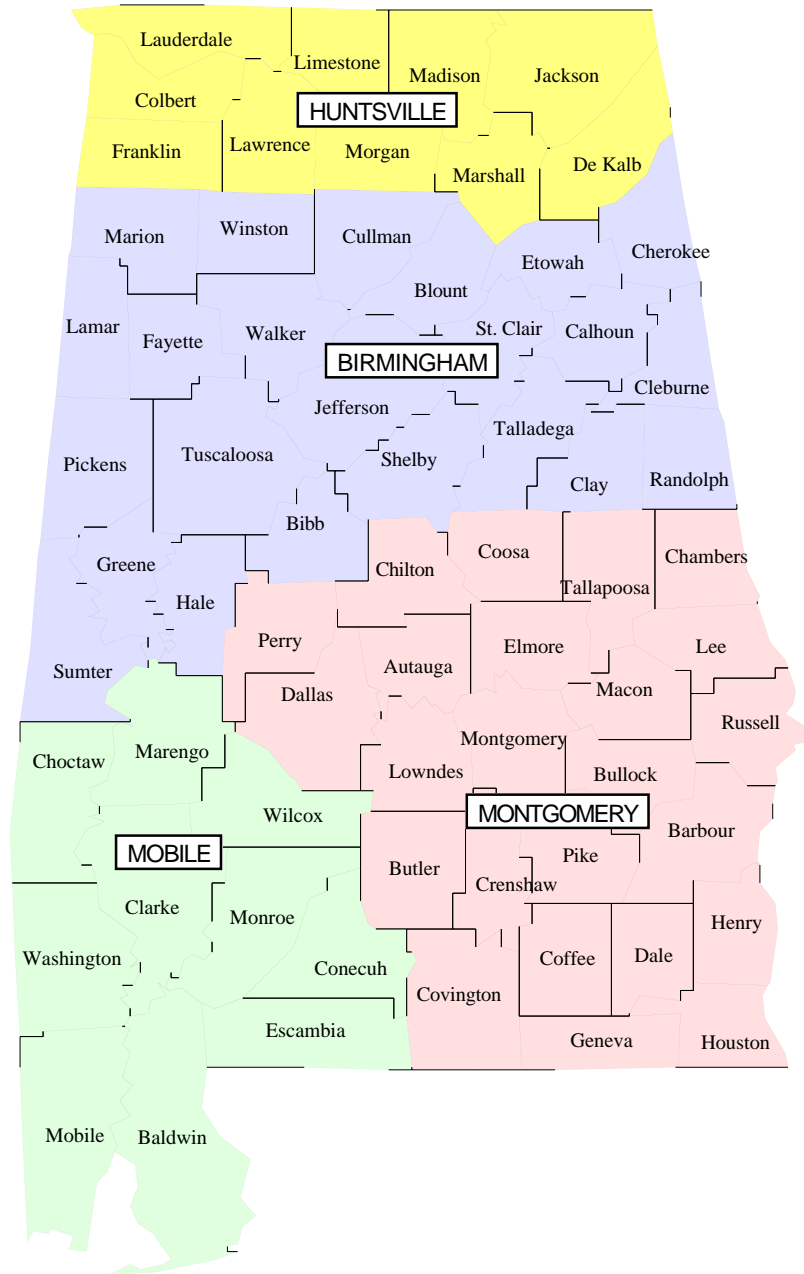 Lauderdale
Limestone
Madison
Jackson
Colbert
HUNTSVILLE
Franklin
Lawrence
Morgan
Marshall
De Kalb
Marion
Winston
Cullman
Etowah
Cherokee
Blount
Lamar
Fayette
Walker
St. Clair
Calhoun
BIRMINGHAM
Cleburne
Jefferson
Talladega
Pickens
Tuscaloosa
Shelby
Clay
Randolph
Bibb
Greene
Chilton
Coosa
Tallapoosa
Chambers
Hale
Perry
Autauga
Elmore
Lee
Sumter
Dallas
Macon
Russell
Choctaw
Marengo
Montgomery
Lowndes
Bullock
Wilcox
MONTGOMERY
Barbour
MOBILE
Butler
Pike
Crenshaw
Clarke
Monroe
Henry
Washington
Conecuh
Coffee
Dale
Covington
Escambia
Geneva
Houston
Mobile
Baldwin